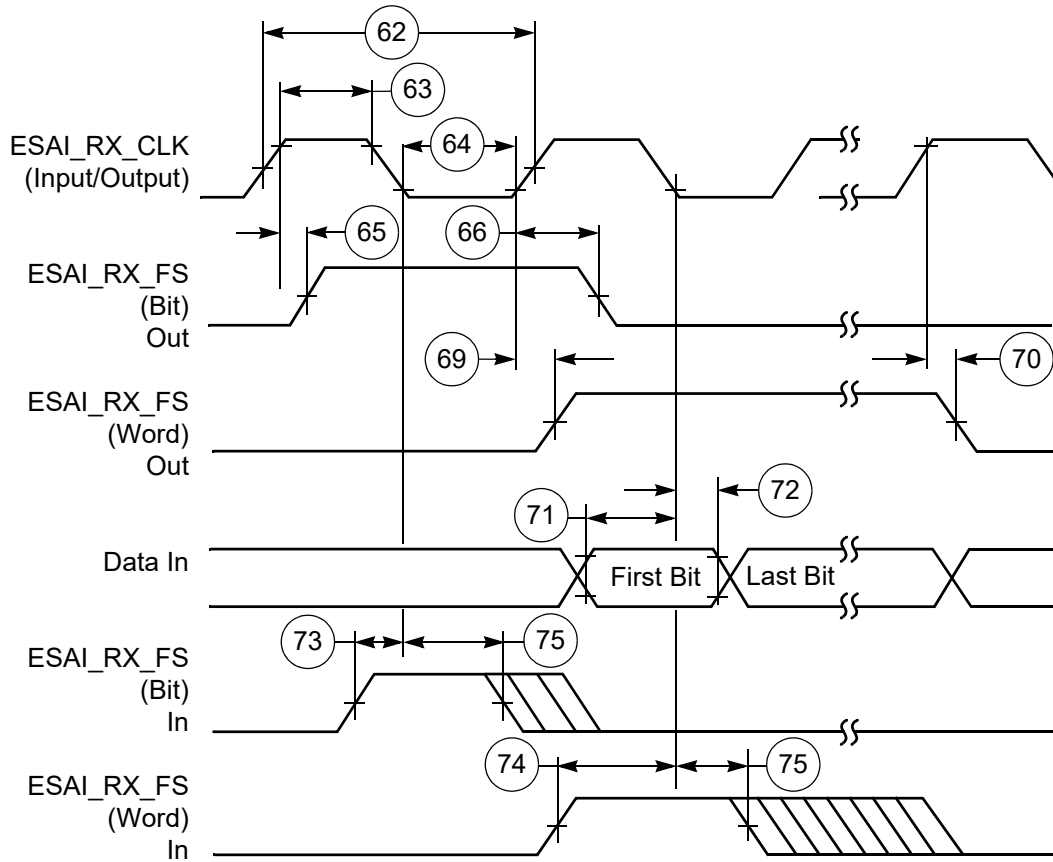 62
63
ESAI_RX_CLK
(Input/Output)
64
65
66
ESAI_RX_FS
(Bit)
Out
69
70
ESAI_RX_FS
(Word)
Out
71
72
Data In
First Bit
Last Bit
73
75
ESAI_RX_FS
(Bit)
In
74
75
ESAI_RX_FS
(Word)
In